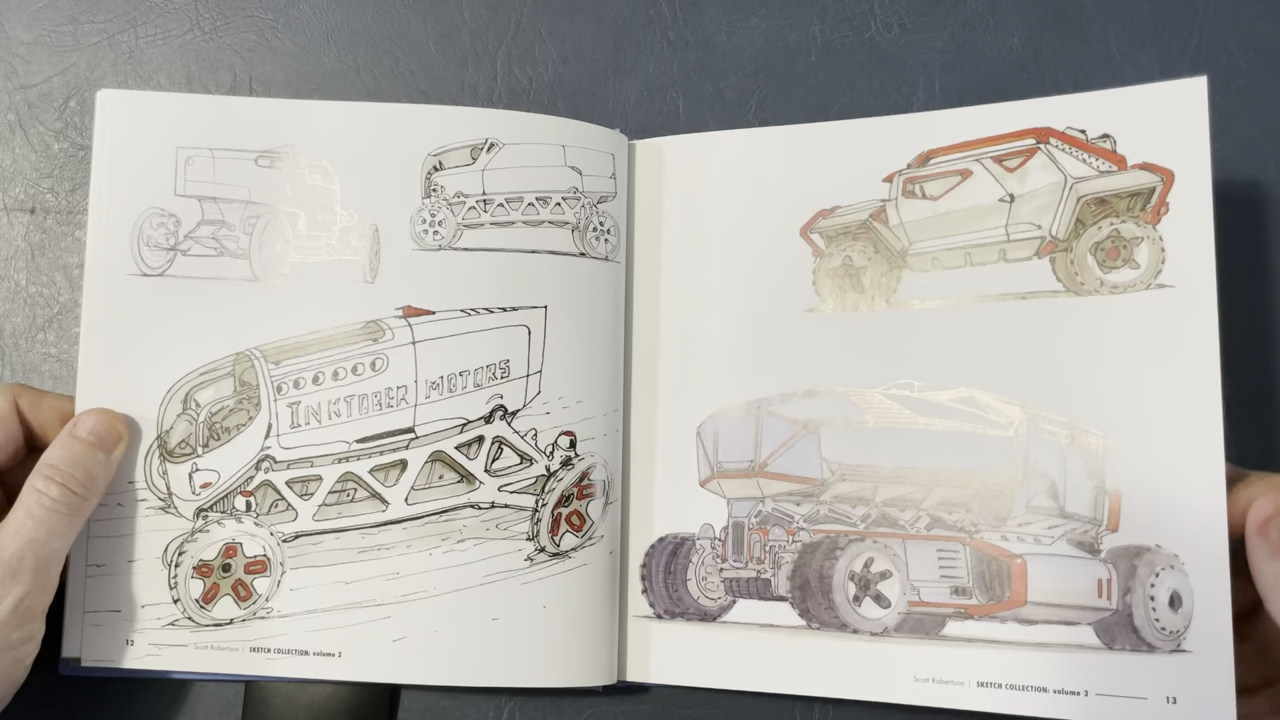 INKTOBER MOTORS
12
Scott Robertson | SKETCH COLLECTION: volume 2
Scott Robertson | SKETCH COLLECTION: volume 2
13